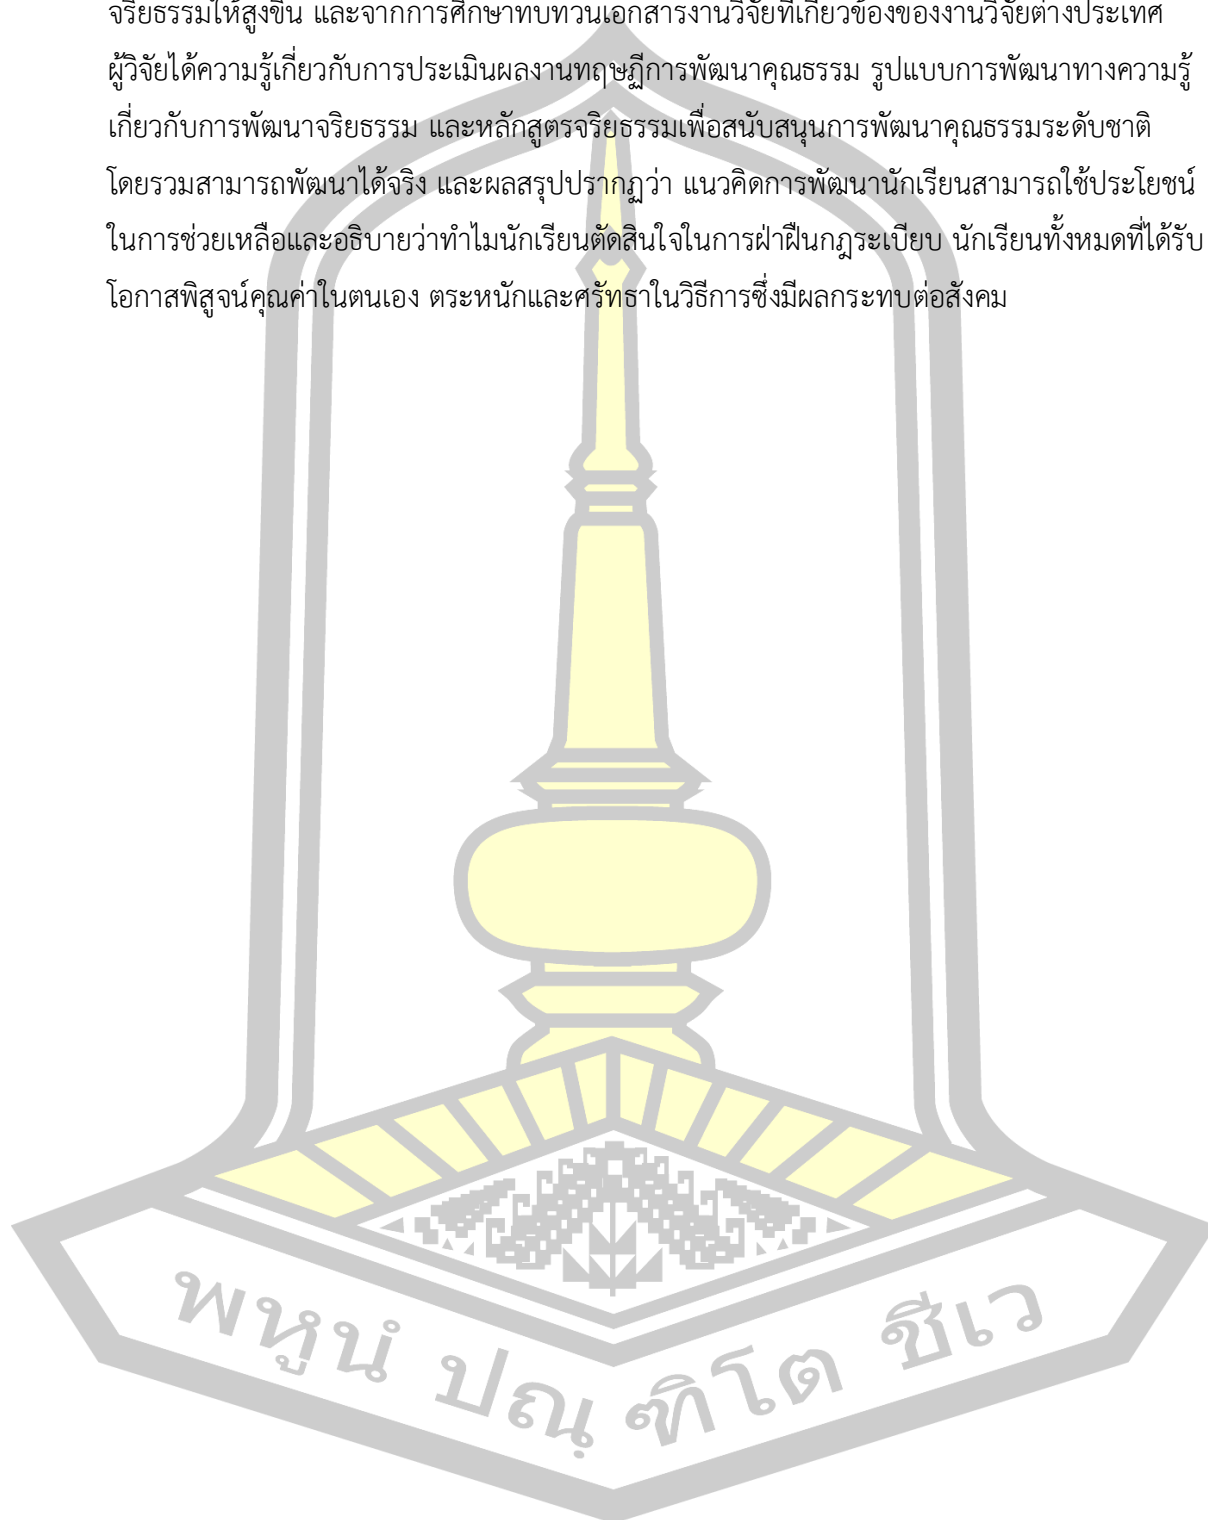 จริยธรรมให้สูงขึ้น และจากการศึกษาทบทวนเอกสารงานวิจัยที่เกี่ยวข้องของงานวิจัยต่างประเทศ
ผู้วิจัยได้ความรู้เกี่ยวกับการประเมินผลงานทฤษฎีการพัฒนาคุณธรรม รูปแบบการพัฒนาทางความรู้
เกี่ยวกับการพัฒนาจริยธรรม และหลักสูตรจริยธรรมเพื่อสนับสนุนการพัฒนาคุณธรรมระดับชาติ
โดยรวมสามารถพัฒนาได้จริง และผลสรุปปรากฏว่า แนวคิดการพัฒนานักเรียนสามารถใช้ประโยชน์
ในการช่วยเหลือและอธิบายว่าทำไมนักเรียนตัดสินใจในการฝ่าฝืนกฎระเบียบ นักเรียนทั้งหมดที่ได้รับ
โอกาสพิสูจน์คุณค่าในตนเอง ตระหนักและศรัทธาในวิธีการซึ่งมีผลกระทบต่อสังคม
พหูนํ ปณฺ ฑิโต ชีเว